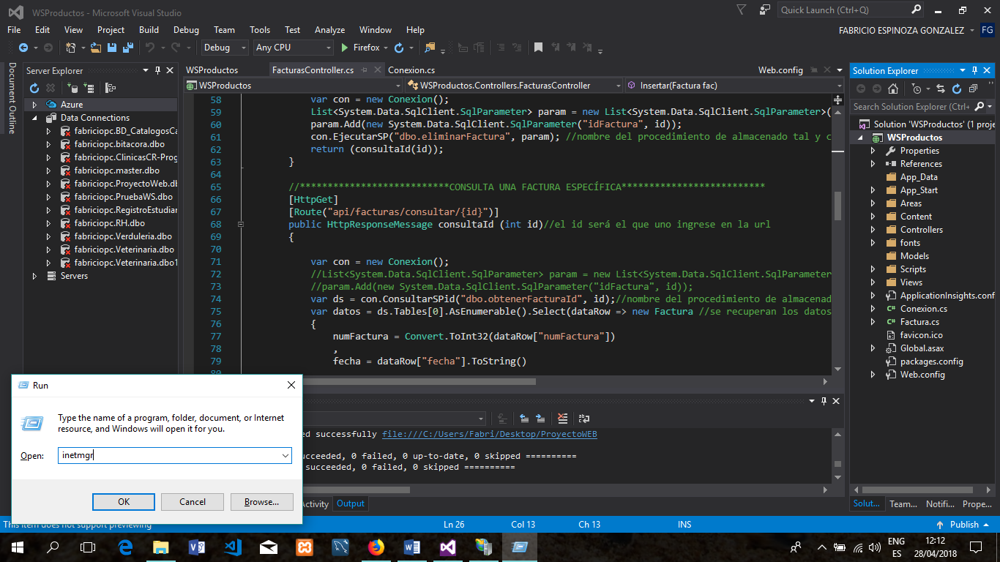 WSProductos - Microsoft Visual Studio
Quick Launch (Ctrl+Q)
File Edit View Project Build Debug Team Tools Test Analyze Window Help
FABRICIO ESPINOZA GONZALEZ FG
Debug Any CPU Firefox
Document Outline
Server Explorer
Azure
Data Connections
fabriciopc.BD_CatalogosCa
fabriciopc.bitacora.dbo
fabriciopc.ClinicasCR-Prog
fabriciopc.master.dbo
fabriciopc.ProyectoWeb.db
fabriciopc.PruebaWS.dbo
fabriciopc.RegistroEstudian
fabriciopc.RH.dbo
fabriciopc.Verduleria.dbo
fabriciopc.Veterinaria.dbo
fabriciopc.Veterinaria.dbo1
Servers
WSProductos FacturasController.cs Conexion.cs Web.config
WSProductos WSProductos.Controllers.FacturasController Insertar(Factura fac)
58 var con = new Conexion();
59 List<System.Data.SqlClient.SqlParameter> param = new List<System.Data.SqlClient.SqlParameter>(
60 param.Add(new System.Data.SqlClient.SqlParameter("idFactura", id));
61 con.EjecutarSP("dbo.eliminarFactura", param); //nombre del procedimiento de almacenado tal y c
62 return (consultaId(id));
63 }
64
65 //***************************CONSULTA UNA FACTURA ESPECÍFICA**************************
66 [HttpGet]
67 [Route("api/facturas/consultar/{id}")]
68 public HttpResponseMessage consultaId (int id)//el id será el que uno ingrese en la url
69 {
70
71 var con = new Conexion();
72 //List<System.Data.SqlClient.SqlParameter> param = new List<System.Data.SqlClient.SqlParameter
73 //param.Add(new System.Data.SqlClient.SqlParameter("idFactura", id));
74 var ds = con.ConsultarSPid("dbo.obtenerFacturaId", id);//nombre del procedimiento de almacenad
75 var datos = ds.Tables[0].AsEnumerable().Select(dataRow => new Factura //se recuperan los datos
76 {
77 numFactura = Convert.ToInt32(dataRow["numFactura"])
78 ,
79 fecha = dataRow["fecha"].ToString()
Solution Explorer
Search Solution Explorer (Ctrl+
Solution 'WSProductos' (1 proje
WSProductos
Properties
References
App_Data
App_Start
Areas
Content
Controllers
fonts
Models
Scripts
Views
ApplicationInsights.conf
Conexion.cs
Factura.cs
favicon.ico
Global.asax
packages.config
Web.config
Run
Type the name of a program, folder, document, or Internet
resource, and Windows will open it for you.
Open: inetmgr
OK Cancel Browse...
ed successfully file:///C:/Users/Fabri/Desktop/ProyectoWEB
ucceeded, 0 failed, 0 up-to-date, 0 skipped ==========
succeeded, 0 failed, 0 skipped ==========
Activity Output
Solut... Team... Notifi... Prope...
This item does not support previewing
Ln 26 Col 13 Ch 13 INS Publish
ENG
ES
12:12
28/04/2018